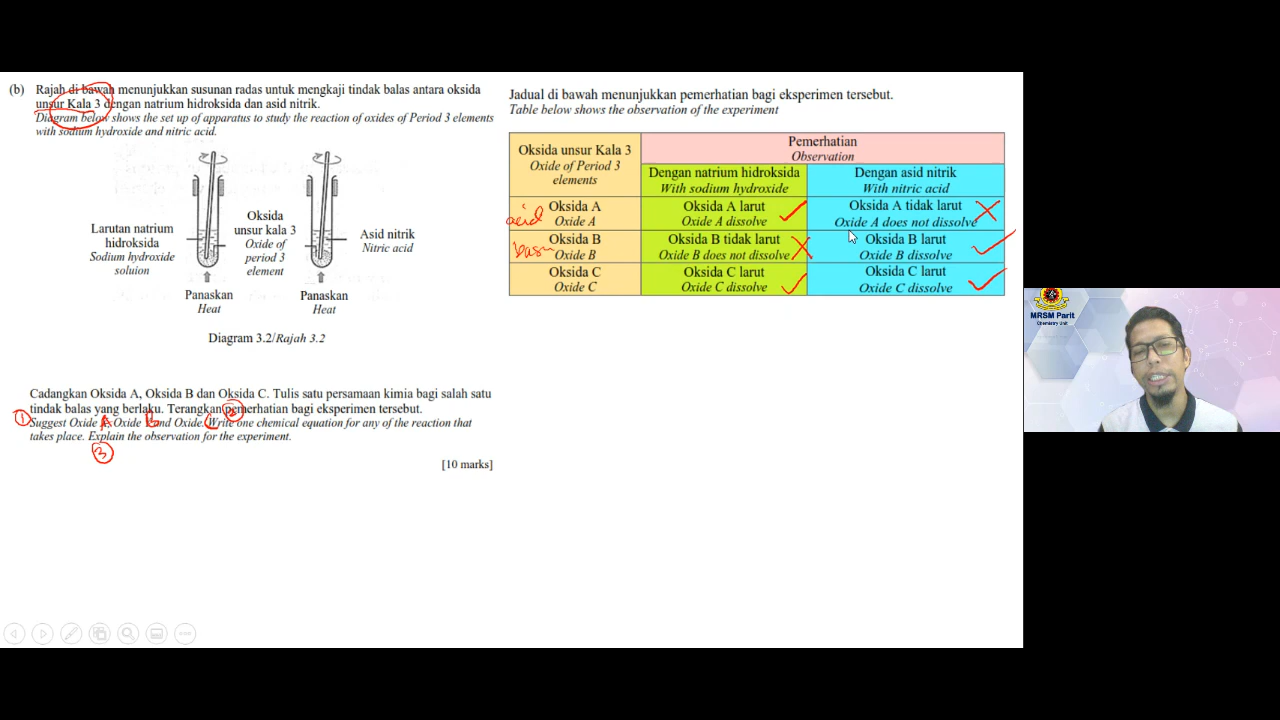 (b) Rajah di bawah menunjukkan susunan radas untuk mengkaji tindak balas antara oksida
unsur Kala 3 dengan natrium hidroksida dan asid nitrik.
Diagram below shows the set up of apparatus to study the reaction of oxides of Period 3 elements
with sodium hydroxide and nitric acid.
Larutan natrium
hidroksida
Sodium hydroxide
soluion
Oksida
unsur kala 3
Oxide of
period 3
element
Asid nitrik
Nitric acid
Panaskan
Heat
Panaskan
Heat
Diagram 3.2/Rajah 3.2
Cadangkan Oksida A, Oksida B dan Oksida C. Tulis satu persamaan kimia bagi salah satu
tindak balas yang berlaku. Terangkan pemerhatian bagi eksperimen tersebut.
1 2
Suggest Oxide A Oxide B and Oxide. C Write one chemical equation for any of the reaction that
takes place. Explain the observation for the experiment.
3
[10 marks]
Jadual di bawah menunjukkan pemerhatian bagi eksperimen tersebut.
Table below shows the observation of the experiment
Oksida unsur Kala 3
Oxide of Period 3
elements
Pemerhatian
Observation
Dengan natrium hidroksida
With sodium hydroxide
Dengan asid nitrik
With nitric acid
acid
Oksida A
Oxide A
Oksida A larut
Oxide A dissolve
Oksida A tidak larut
Oxide A does not dissolve
Oksida B
Oxide B
Oksida B tidak larut
Oxide B does not dissolve
Oksida B larut
Oxide B dissolve
Oksida C
Oxide C
Oksida C larut
Oxide C dissolve
Oksida C larut
Oxide C dissolve
MRSM Parit
Chemistry Unit